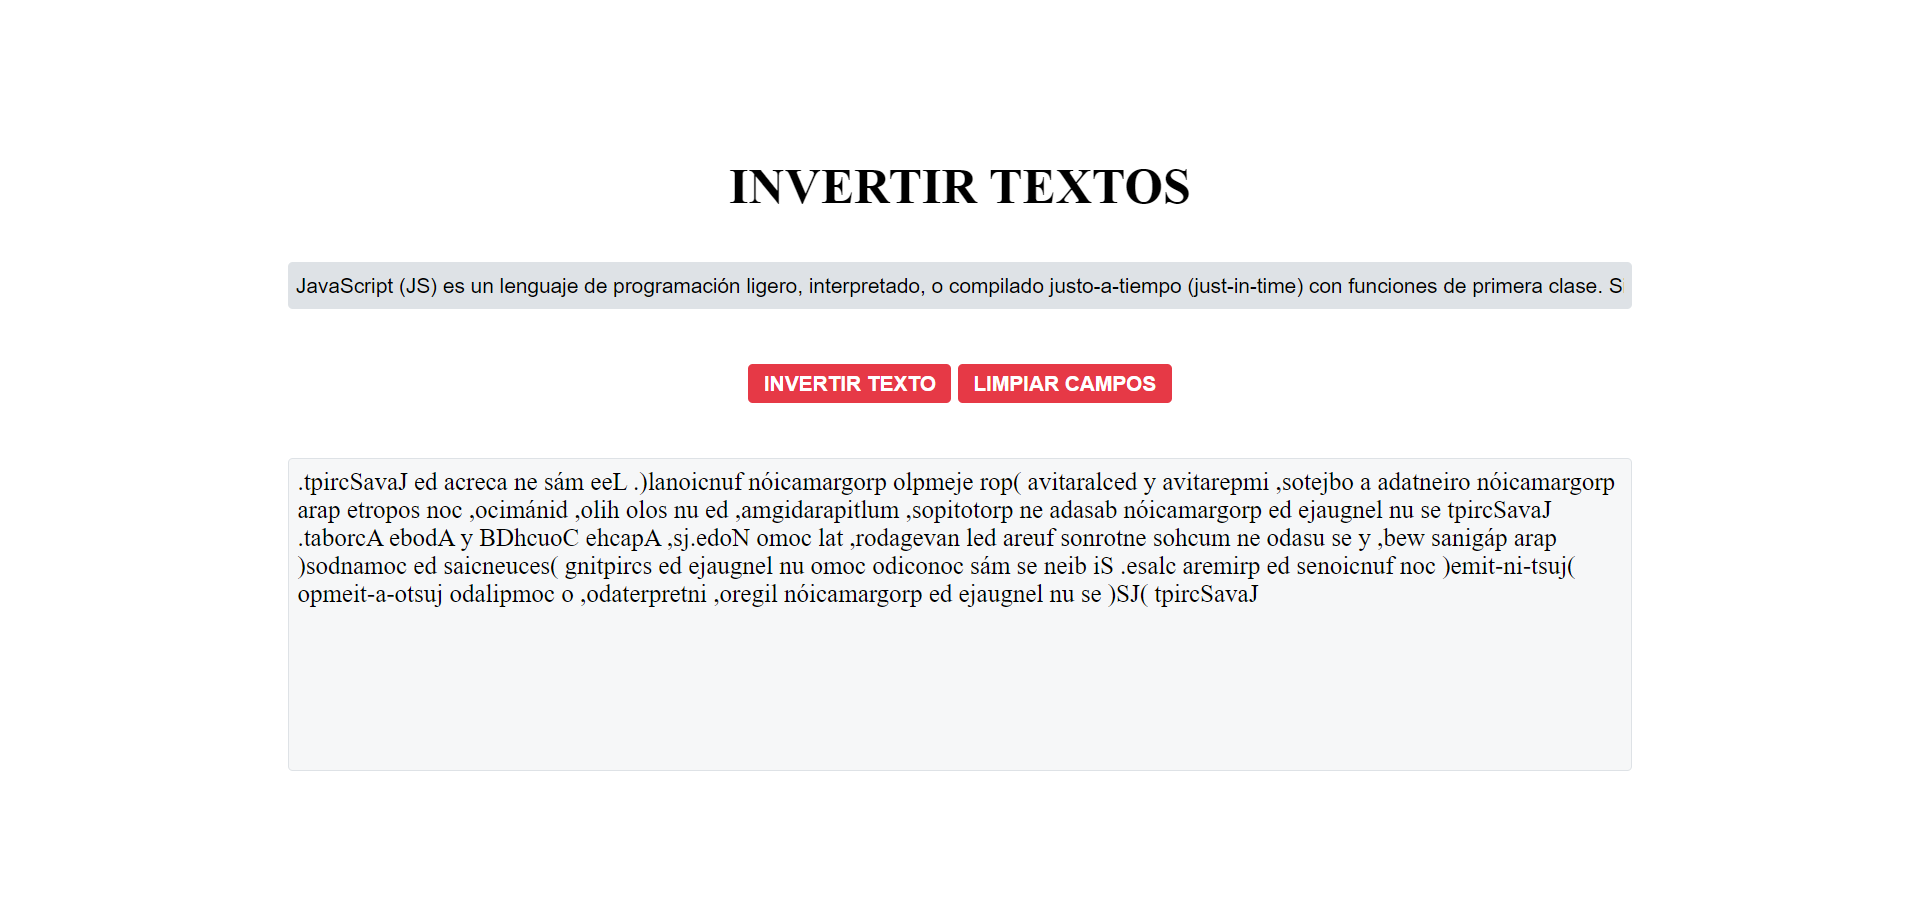 INVERTIR TEXTOS
JavaScript (JS) es un lenguaje de programación ligero, interpretado, o compilado justo-a-tiempo (just-in-time) con funciones de primera clase. S
INVERTIR TEXTO LIMPIAR CAMPOS
.tpircSavaJ ed acreca ne sám eeL .)lanoicnuf nóicamargorp olpmeje rop( avitaralced y avitarepmi ,sotejbo a adatneiro nóicamargorp
arap etropos noc ,ocimánid ,olih olos nu ed ,amgidarapitlum ,sopitotorp ne adasab nóicamargorp ed ejaugnel nu se tpircSavaJ
.taborcA ebodA y BDhcuoC ehcapA ,sj.edoN omoc lat ,rodagevan led areuf sonrotne sohcum ne odasu se y ,bew sanigáp arap
)sodnamoc ed saicneuces( gnitpircs ed ejaugnel nu omoc odiconoc sám se neib iS .esalc aremirp ed senoicnuf noc )emit-ni-tsuj(
opmeit-a-otsuj odalipmoc o ,odaterpretni ,oregil nóicamargorp ed ejaugnel nu se )SJ( tpircSavaJ